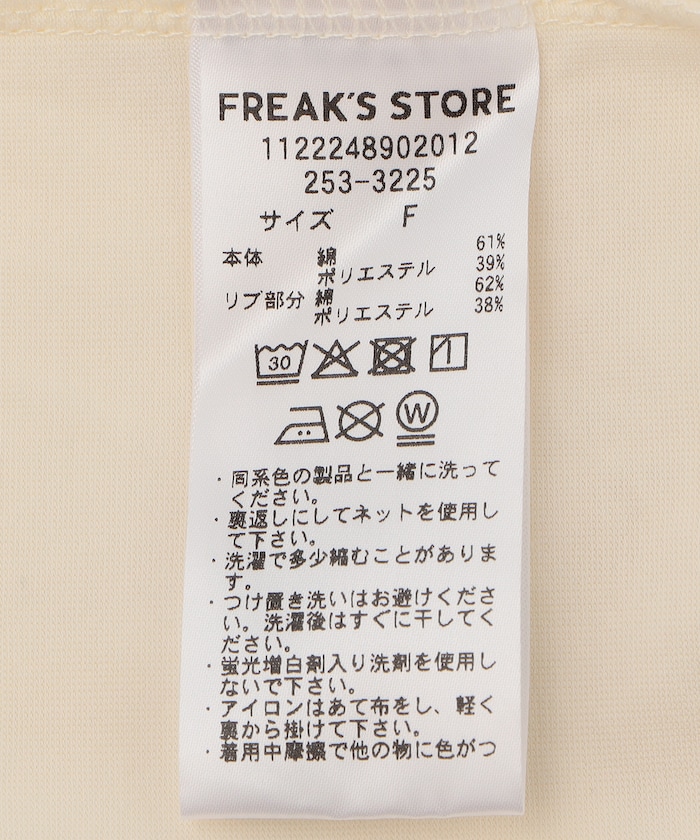 FREAK'S STORE
1122248902012
253-3225
サイズ F
本体 綿 61%
ポリエステル 39%
リブ部分 綿 62%
ポリエステル 38%
30
W
・同系色の製品と一緒に洗って
ください。
・裏返しにしてネットを使用し
て下さい。
・洗濯で多少縮むことがありま
す。
・つけ置き洗いはお避けくださ
い。洗濯後はすぐに干してく
ださい。
・蛍光増白剤入り洗剤を使用し
ないで下さい。
・アイロンはあて布をし、軽く
裏から掛けて下さい。
・着用中摩擦で他の物に色がつ